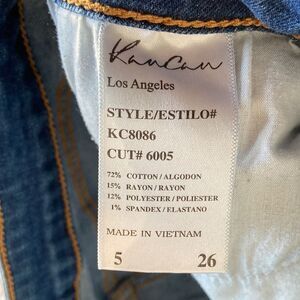 KanCan
Los Angeles
STYLE/ESTILO#
KC8086
CUT# 6005
72% COTTON/ALGODON
15% RAYON/RAYON
12% POLYESTER/POLIESTER
1% SPANDEX/ELASTANO
MADE IN VIETNAM
5 26